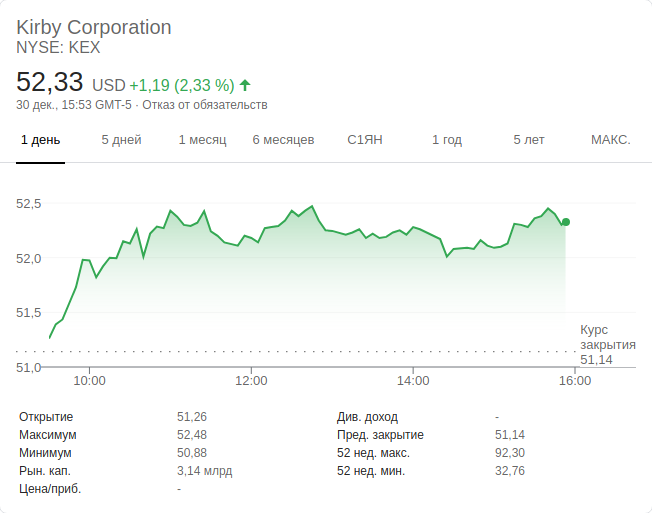 Kirby Corporation
NYSE: KEX
52,33 USD +1,19 (2,33 %)
30 дек., 15:53 GMT-5 · Отказ от обязательств
1 день 5 дней 1 месяц 6 месяцев С1ЯН 1 год 5 лет МАКС.
52,5
52,0
51,5
51,0
Курс
закрытия
51,14
10:00 12:00 14:00 16:00
Открытие 51,26 Див. доход -
Максимум 52,48 Пред. закрытие 51,14
Минимум 50,88 52 нед. макс. 92,30
Рын. кап. 3,14 млрд 52 нед. мин. 32,76
Цена/приб. -